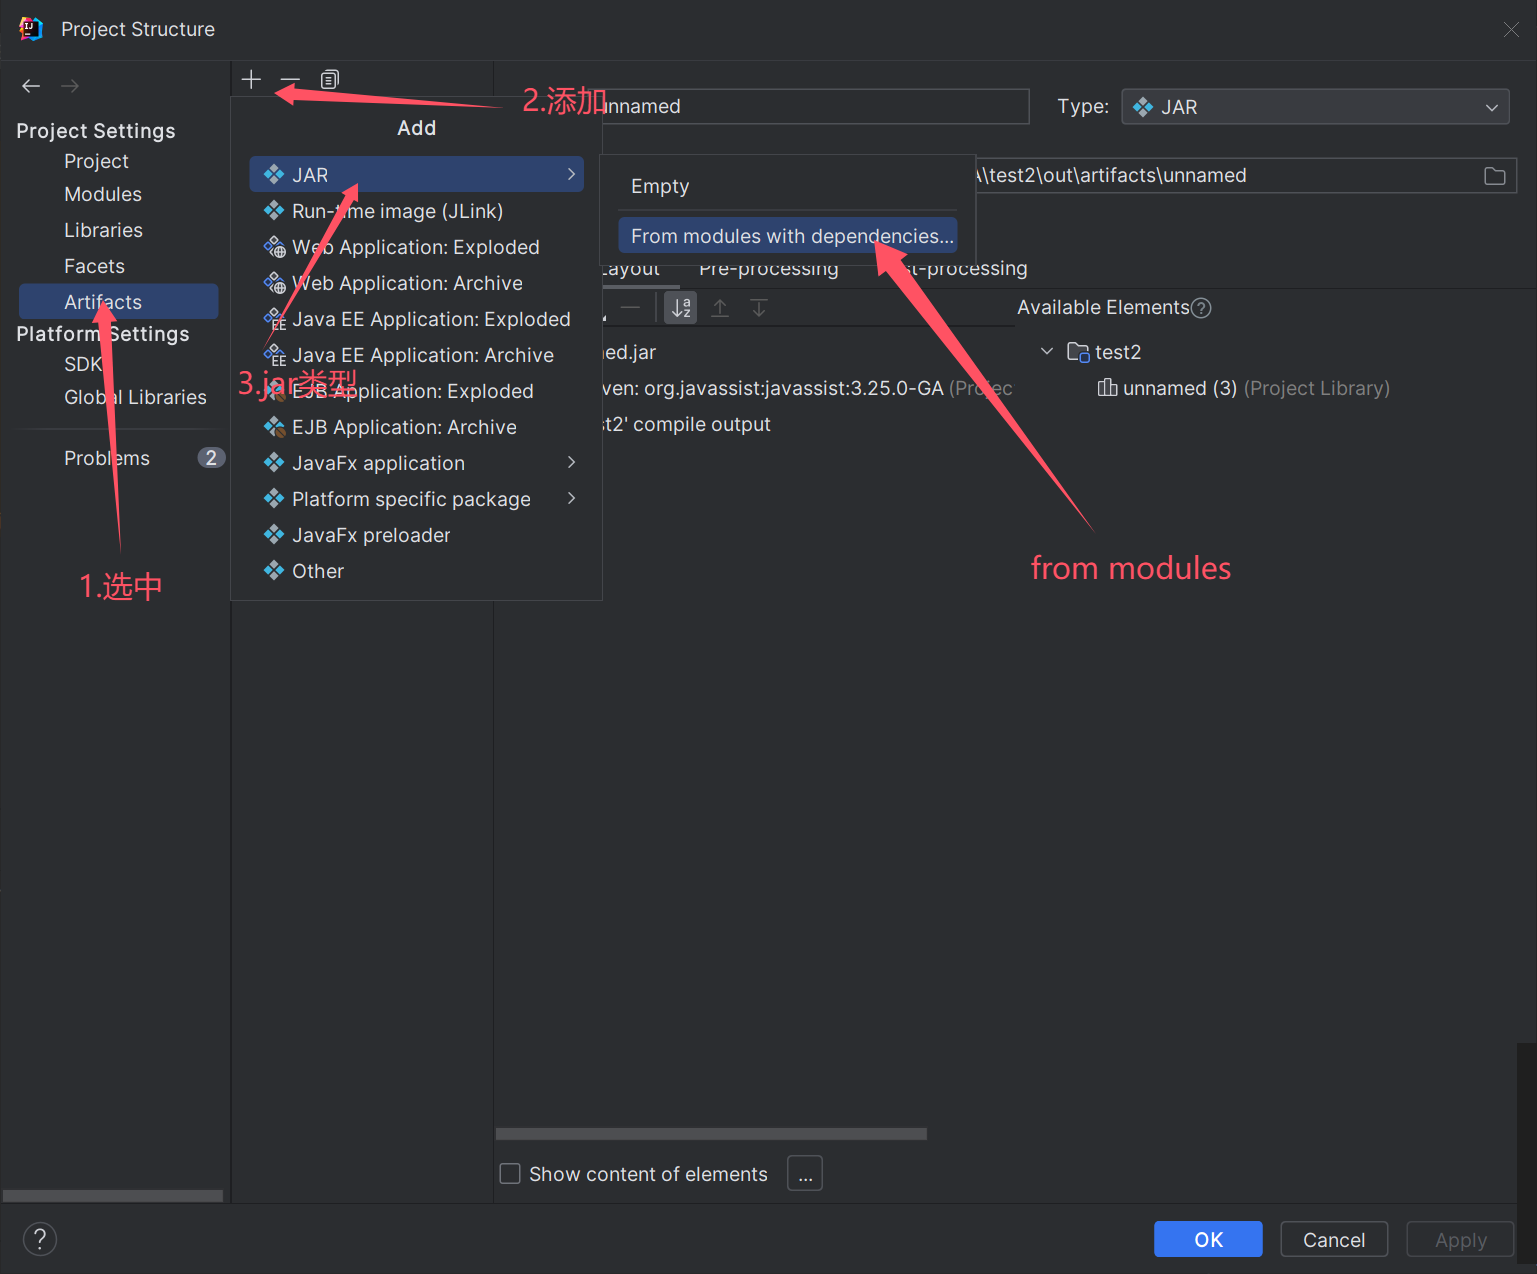 Project Structure
Project Settings
Project
Modules
Libraries
Facets
Artifacts
Platform Settings
SDK
Global Libraries
Problems 2
1.选中
2.添加
Add
JAR
Run-time image (JLink)
Web Application: Exploded
Web Application: Archive
Java EE Application: Exploded
Java EE Application: Archive
3.jar类型
EJB Application: Exploded
EJB Application: Archive
JavaFx application
Platform specific package
JavaFx preloader
Other
unnamed
Type: JAR
Empty
From modules with dependencies...
\test2\out\artifacts\unnamed
Layout Pre-processing st-processing
Available Elements
ed.jar
ven: org.javassist:javassist:3.25.0-GA (Projec
st2' compile output
test2
unnamed (3) (Project Library)
from modules
Show content of elements ...
?
OK Cancel Apply